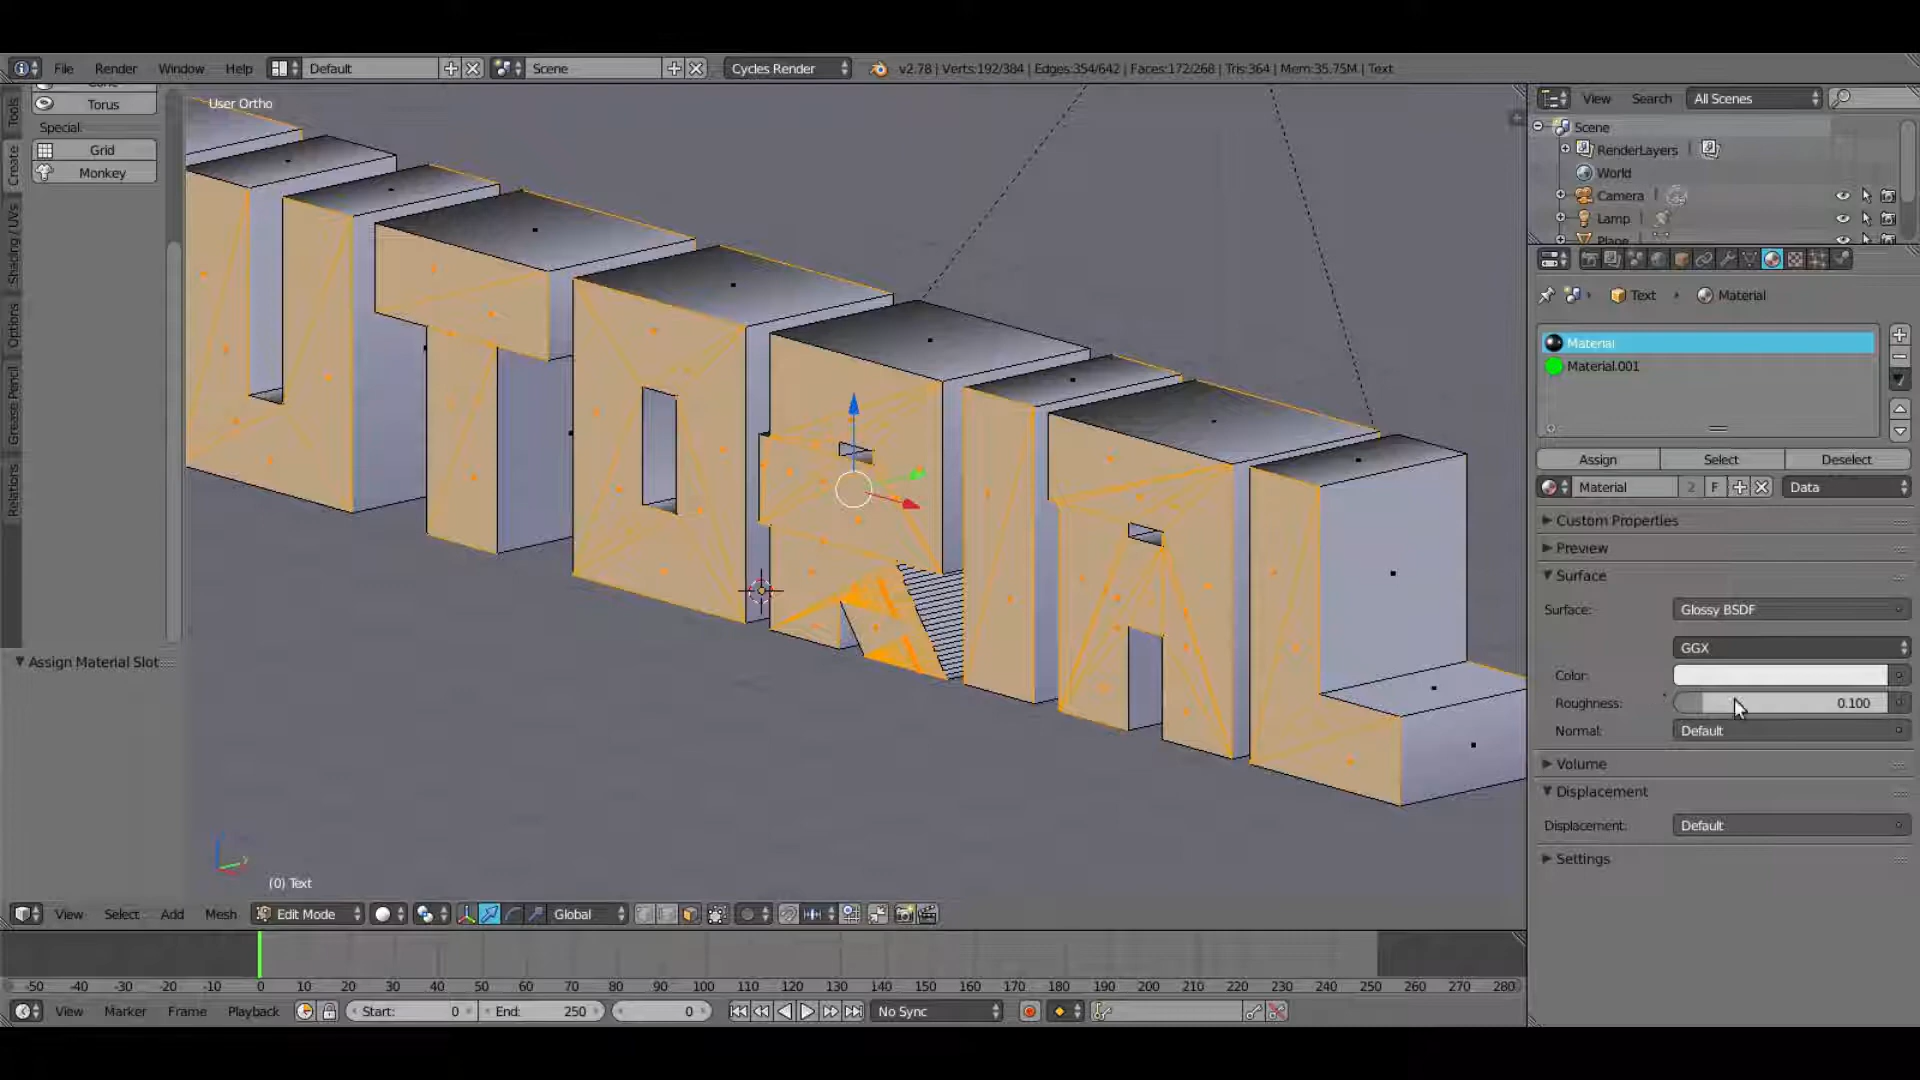 File Render Window Help Default Scene Cycles Render v2.78 | Verts:192/384 | Edges:354/642 | Faces:172/268 | Tris:364 | Mem:35.75M | Text
View Search All Scenes
Torus
User Ortho
Special:
Grid
Monkey
Tools
Create
Shading / UVs
Options
Grease Pencil
Relations
Assign Material Slot
UTORIAL
(0) Text
Scene
RenderLayers
World
Camera
Lamp
Plane
Text Material
Material
Material.001
Assign Select Deselect
Material 2 F Data
Custom Properties
Preview
Surface
Surface: Glossy BSDF
GGX
Color:
Roughness: 0.100
Normal: Default
Volume
Displacement
Displacement: Default
Settings
View Select Add Mesh Edit Mode Global
-50 -40 -30 -20 -10 0 10 20 30 40 50 60 70 80 90 100 110 120 130 140 150 160 170 180 190 200 210 220 230 240 250 260 270 280
View Marker Frame Playback Start: 0 End: 250 0 No Sync